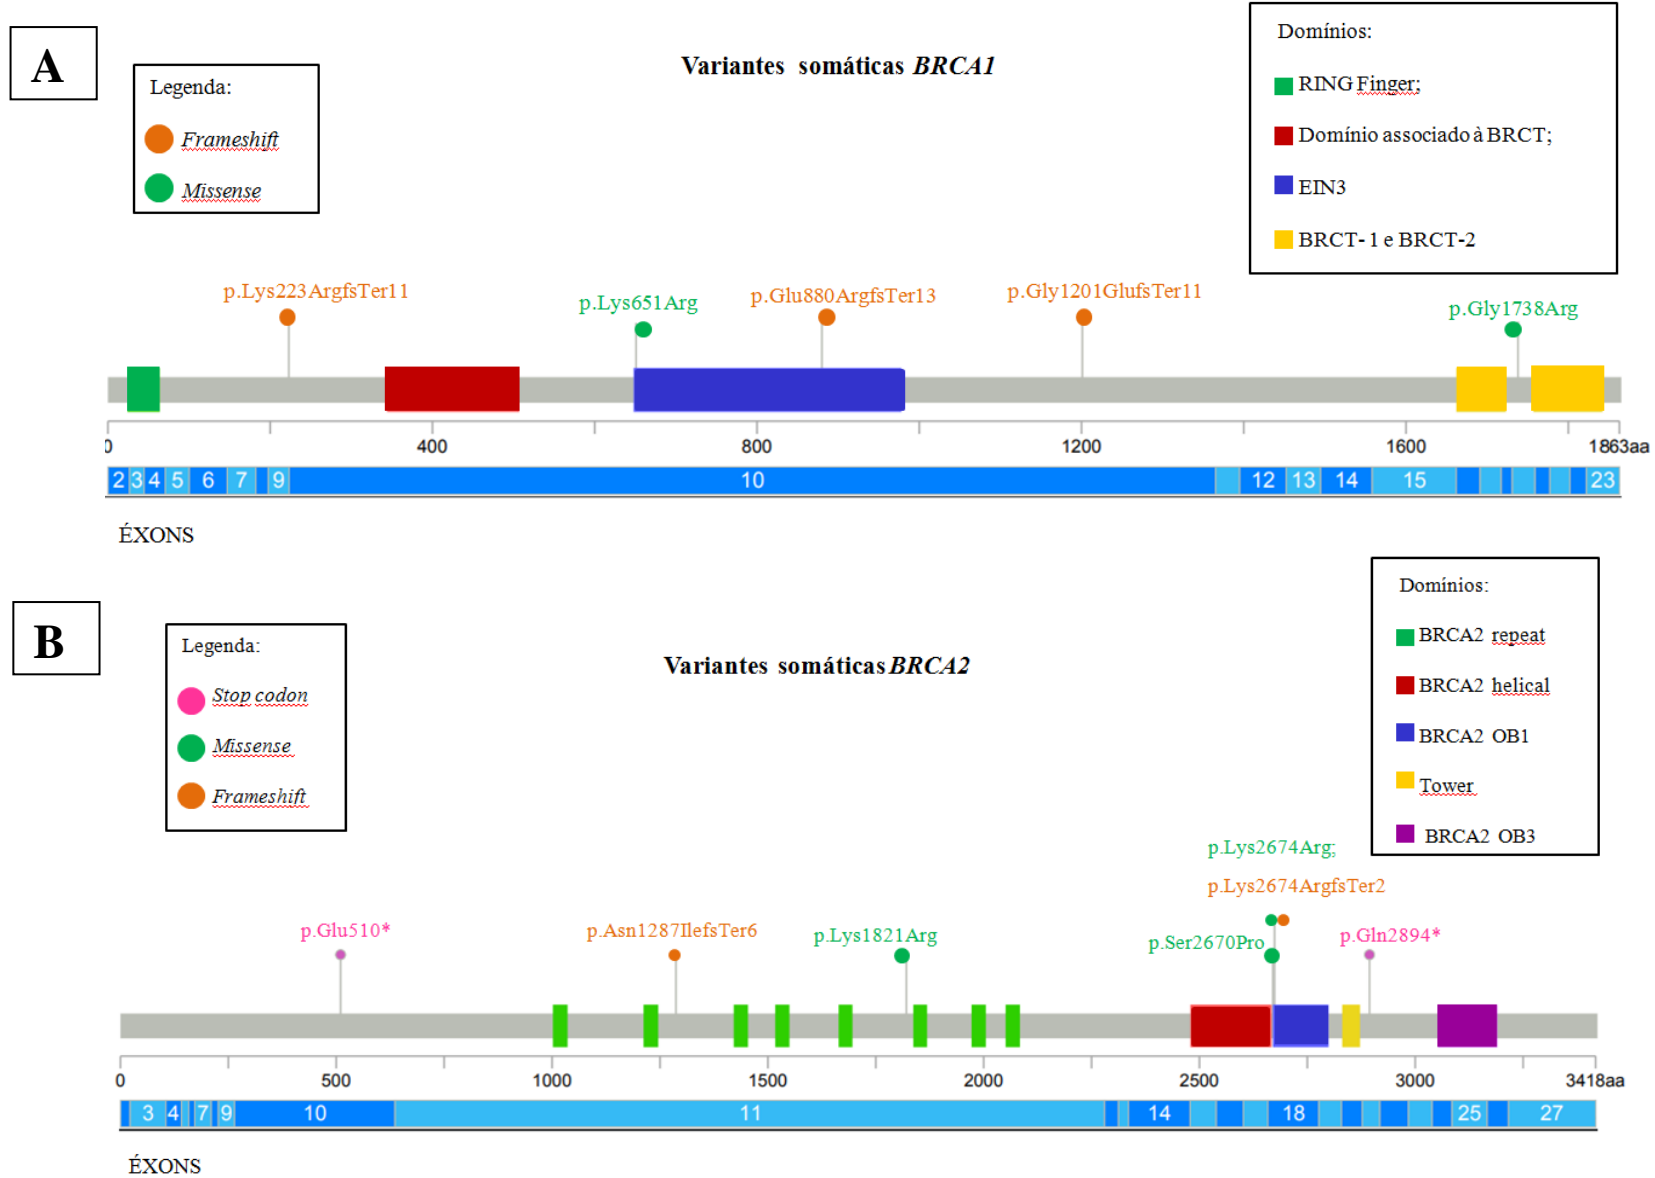 A
Legenda:
Frameshift
Missense
Variantes somáticas BRCA1
Domínios:
RING Finger;
Domínio associado à BRCT;
EIN3
BRCT-1 e BRCT-2
p.Lys223ArgfsTer11
p.Lys651Arg
p.Glu880ArgfsTer13
p.Gly1201GlufsTer11
p.Gly1738Arg
0 400 800 1200 1600 1863aa
2 3 4 5 6 7 9 10 12 13 14 15 23
ÉXONS
B
Legenda:
Stop codon
Missense
Frameshift
Variantes somáticas BRCA2
Domínios:
BRCA2 repeat
BRCA2 helical
BRCA2 OB1
Tower
BRCA2 OB3
p.Lys2674Arg;
p.Lys2674ArgfsTer2
p.Glu510*
p.Asn1287IlefsTer6
p.Lys1821Arg
p.Ser2670Pro
p.Gln2894*
0 500 1000 1500 2000 2500 3000 3418aa
3 4 7 9 10 11 14 18 25 27
ÉXONS